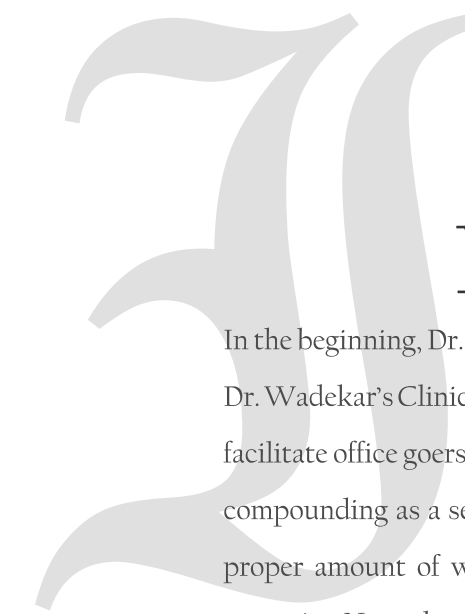 In the beginning, Dr.
Dr. Wadekar's Clinic
facilitate office goers
compounding as a se
proper amount of w